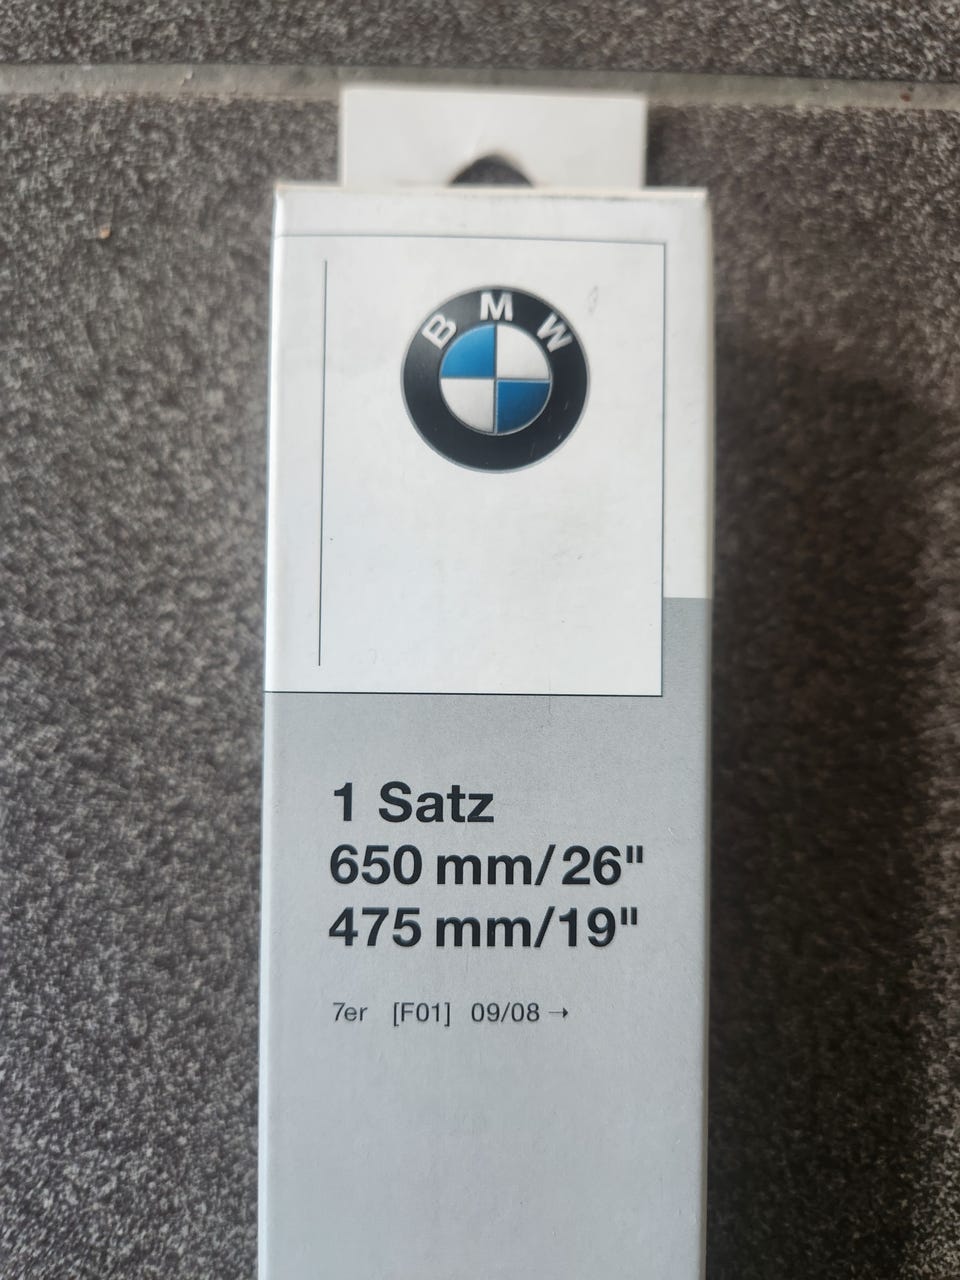 BMW
1 Satz
650 mm/26"
475 mm/19"
7er [F01] 09/08 →